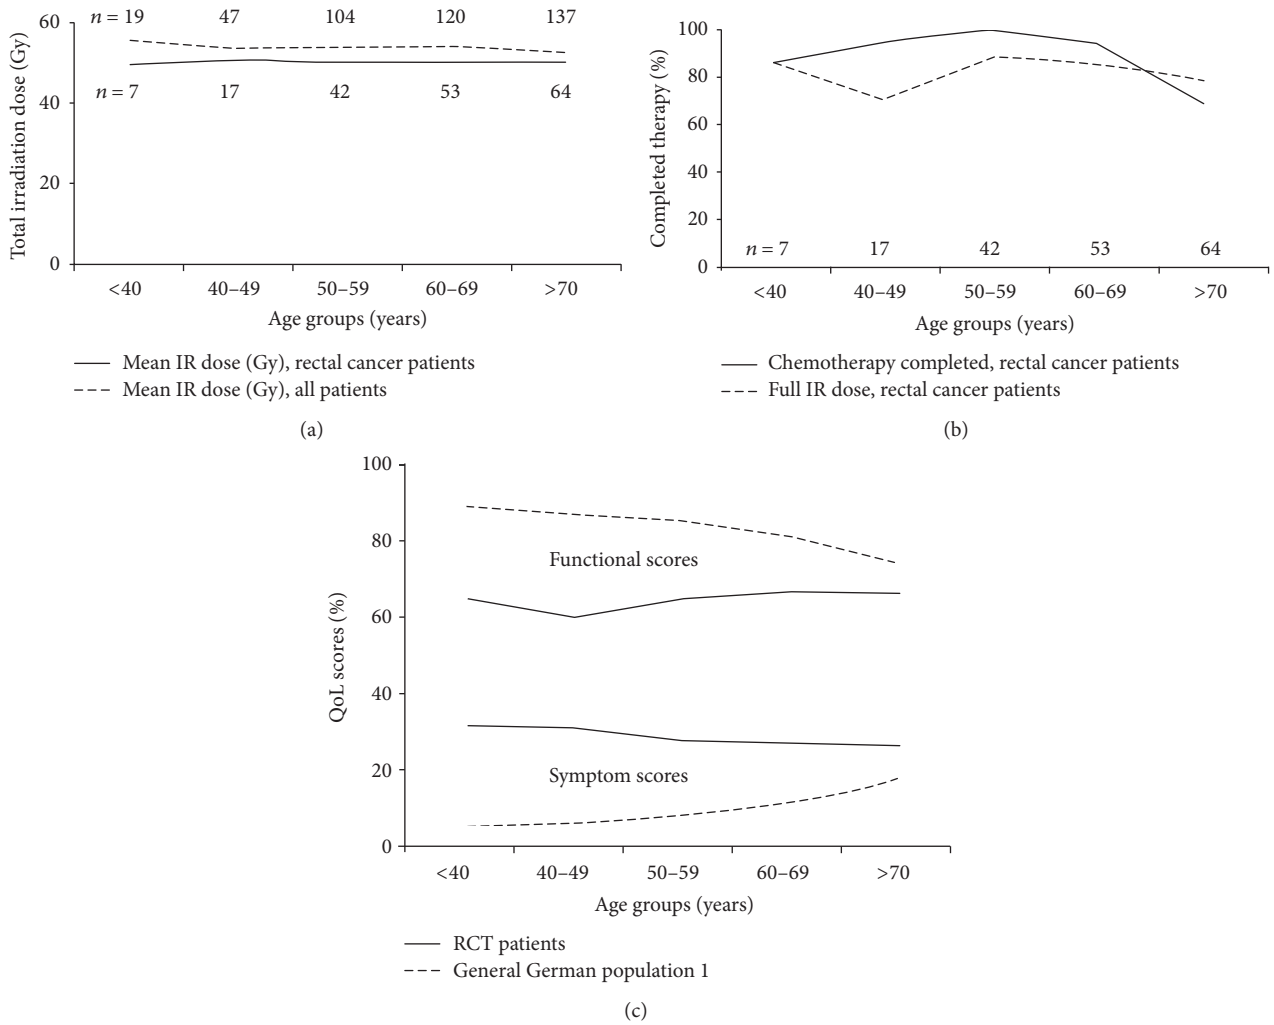 Total irradiation dose (Gy)
60
40
20
0
n = 19 47 104 120 137
n = 7 17 42 53 64
<40 40–49 50–59 60–69 >70
Age groups (years)
Mean IR dose (Gy), rectal cancer patients
Mean IR dose (Gy), all patients
(a)
Completed therapy (%)
100
80
60
40
20
0
n = 7 17 42 53 64
<40 40–49 50–59 60–69 >70
Age groups (years)
Chemotherapy completed, rectal cancer patients
Full IR dose, rectal cancer patients
(b)
QoL scores (%)
100
80
60
40
20
0
Functional scores
Symptom scores
<40 40–49 50–59 60–69 >70
Age groups (years)
RCT patients
General German population 1
(c)